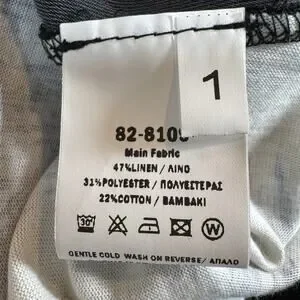 1
82-810
Main Fabric
47%LINEN / ΛΙΝΟ
31%POLYESTER / ΠΟΛΥΕΣΤΕΡΑΣ
22%COTTON / ΒΑΜΒΑΚΙ
30°
W
GENTLE COLD WASH ON REVERSE/ ΑΠΑΛΟ